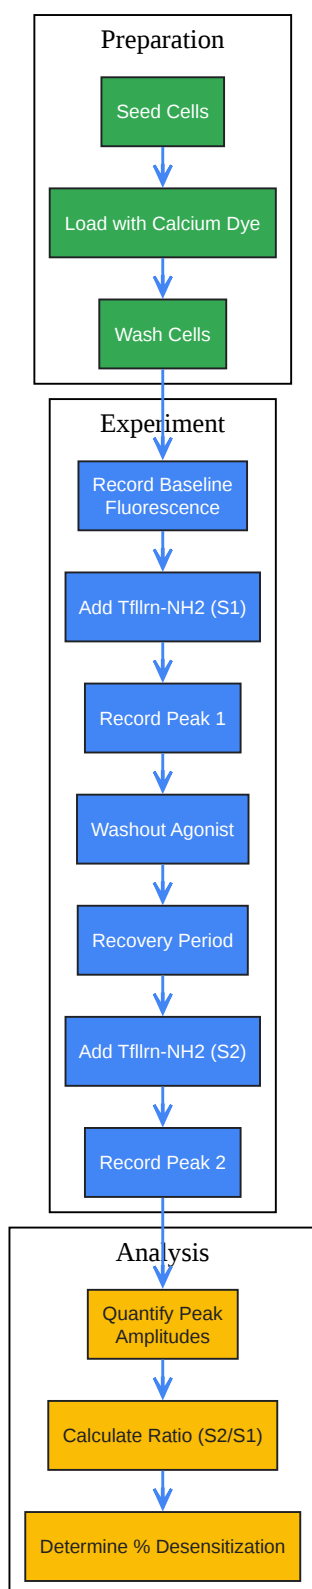 Preparation
Seed Cells
Load with Calcium Dye
Wash Cells
Experiment
Record Baseline
Fluorescence
Add Tfllrn-NH2 (S1)
Record Peak 1
Washout Agonist
Recovery Period
Add Tfllrn-NH2 (S2)
Record Peak 2
Analysis
Quantify Peak
Amplitudes
Calculate Ratio (S2/S1)
Determine % Desensitization